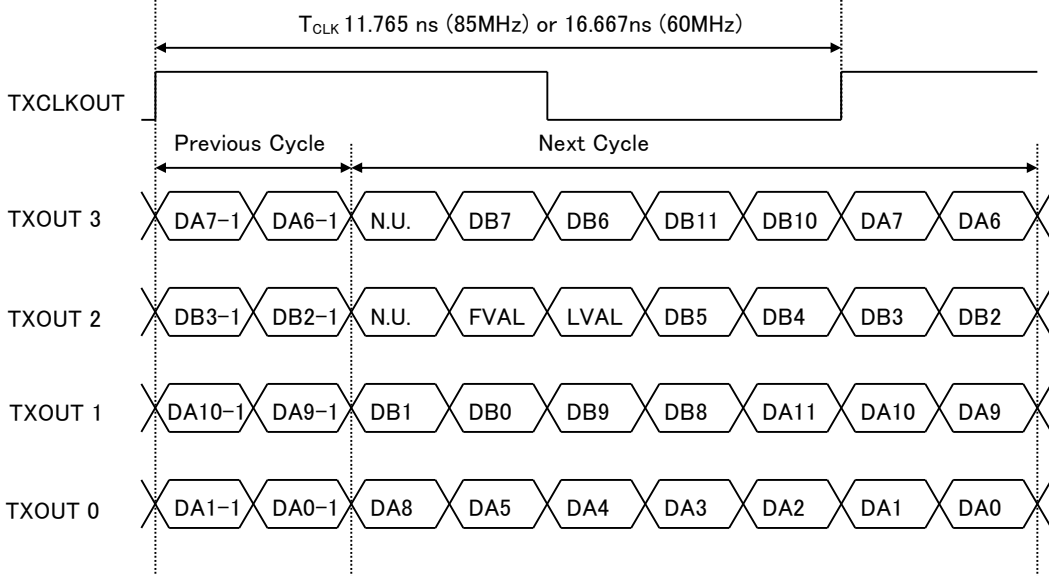 TCLK 11.765 ns (85MHz) or 16.667ns (60MHz)
TXCLKOUT
Previous Cycle Next Cycle
TXOUT 3 DA7-1 DA6-1 N.U. DB7 DB6 DB11 DB10 DA7 DA6
TXOUT 2 DB3-1 DB2-1 N.U. FVAL LVAL DB5 DB4 DB3 DB2
TXOUT 1 DA10-1 DA9-1 DB1 DB0 DB9 DB8 DA11 DA10 DA9
TXOUT 0 DA1-1 DA0-1 DA8 DA5 DA4 DA3 DA2 DA1 DA0